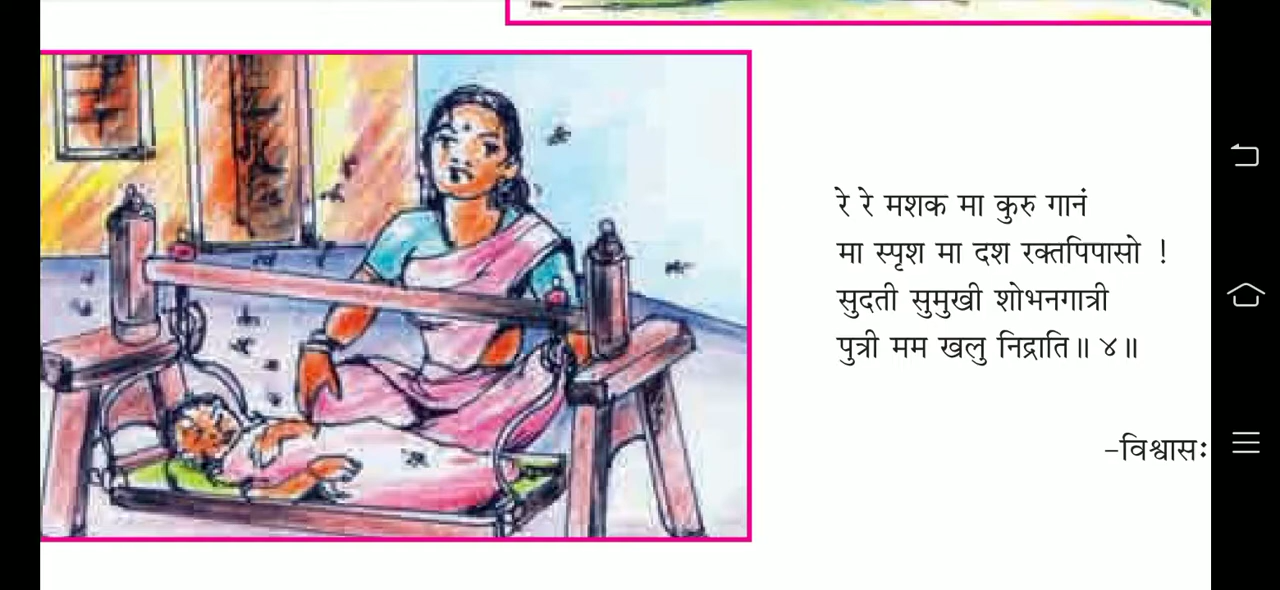 रे रे मशक मा कुरु गानं
मा स्पृश मा दश रक्तपिपासो !
सुदती सुमुखी शोभनगात्री
पुत्री मम खलु निद्राति॥ ४॥
-विश्वासः